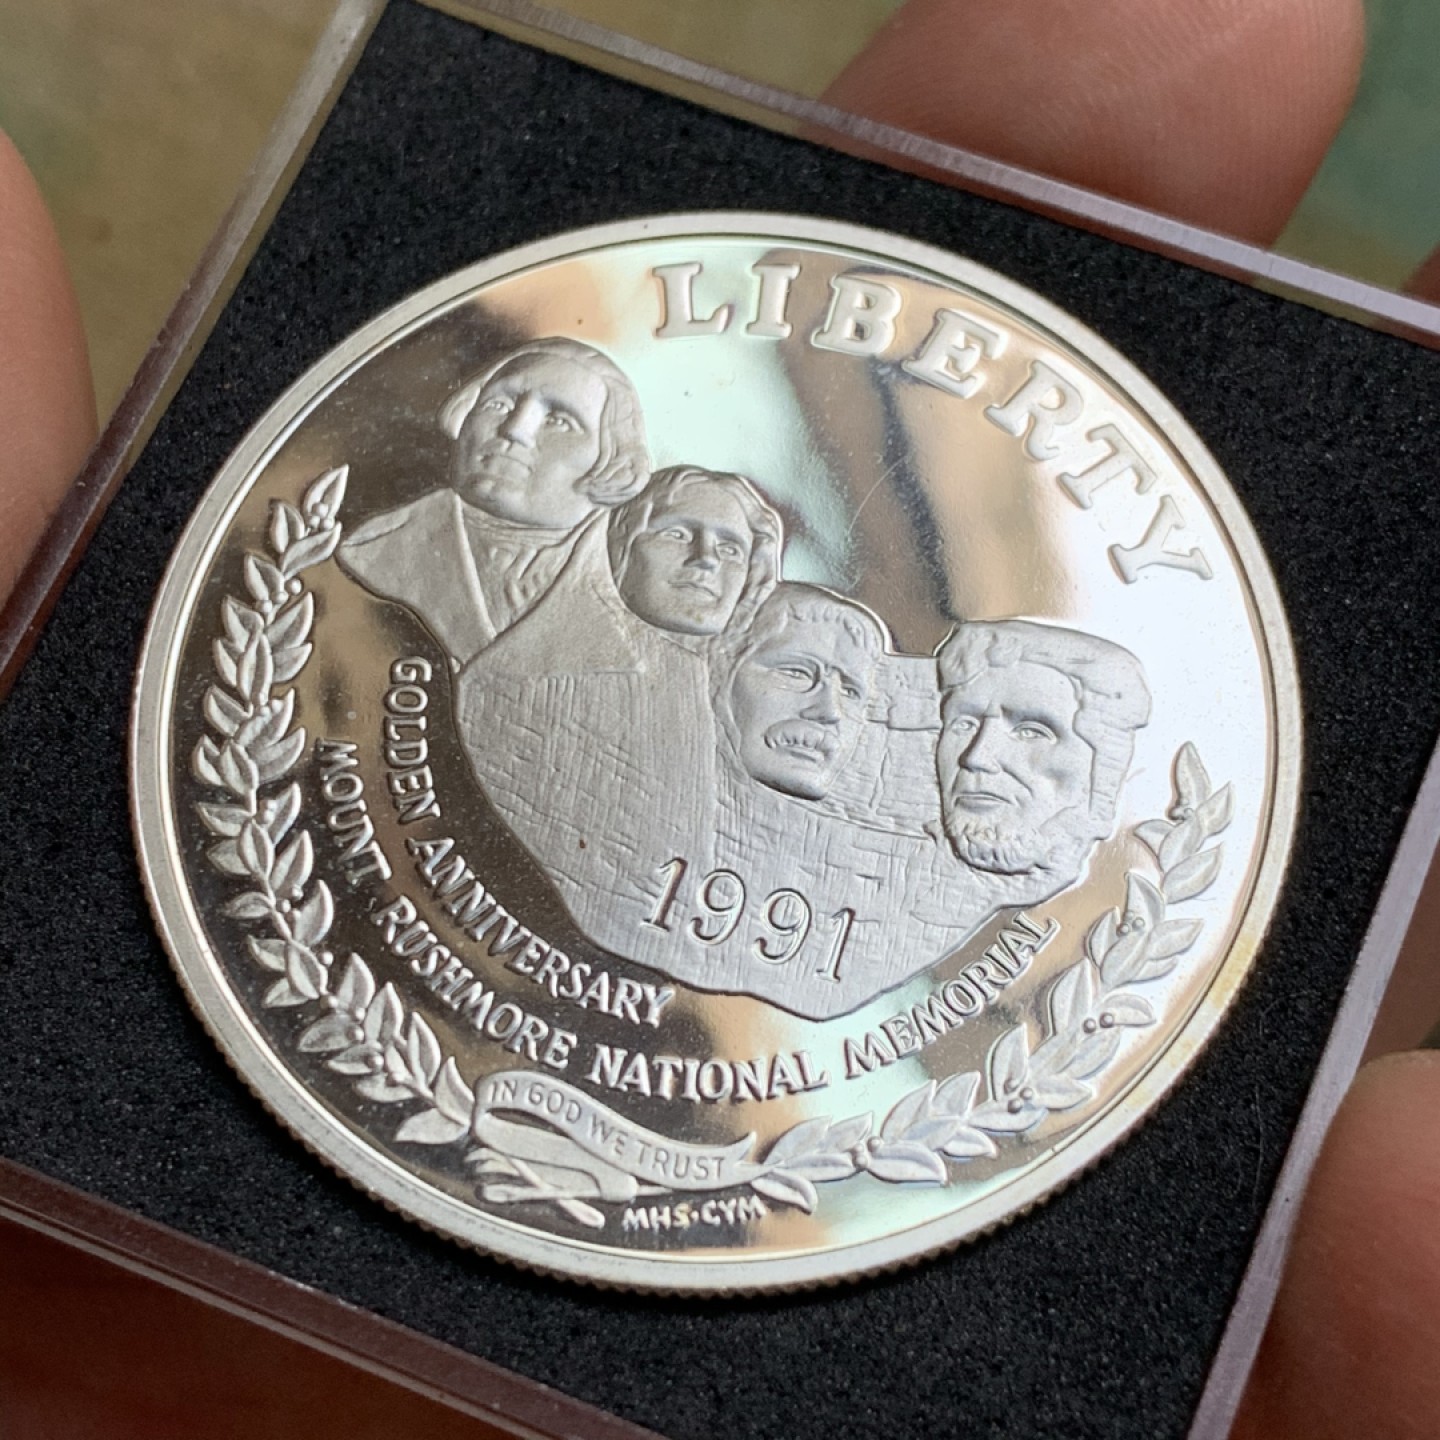 LIBERTY
1991
GOLDEN ANNIVERSARY
MOUNT RUSHMORE NATIONAL MEMORIAL
IN GOD WE TRUST
MHS·CYM